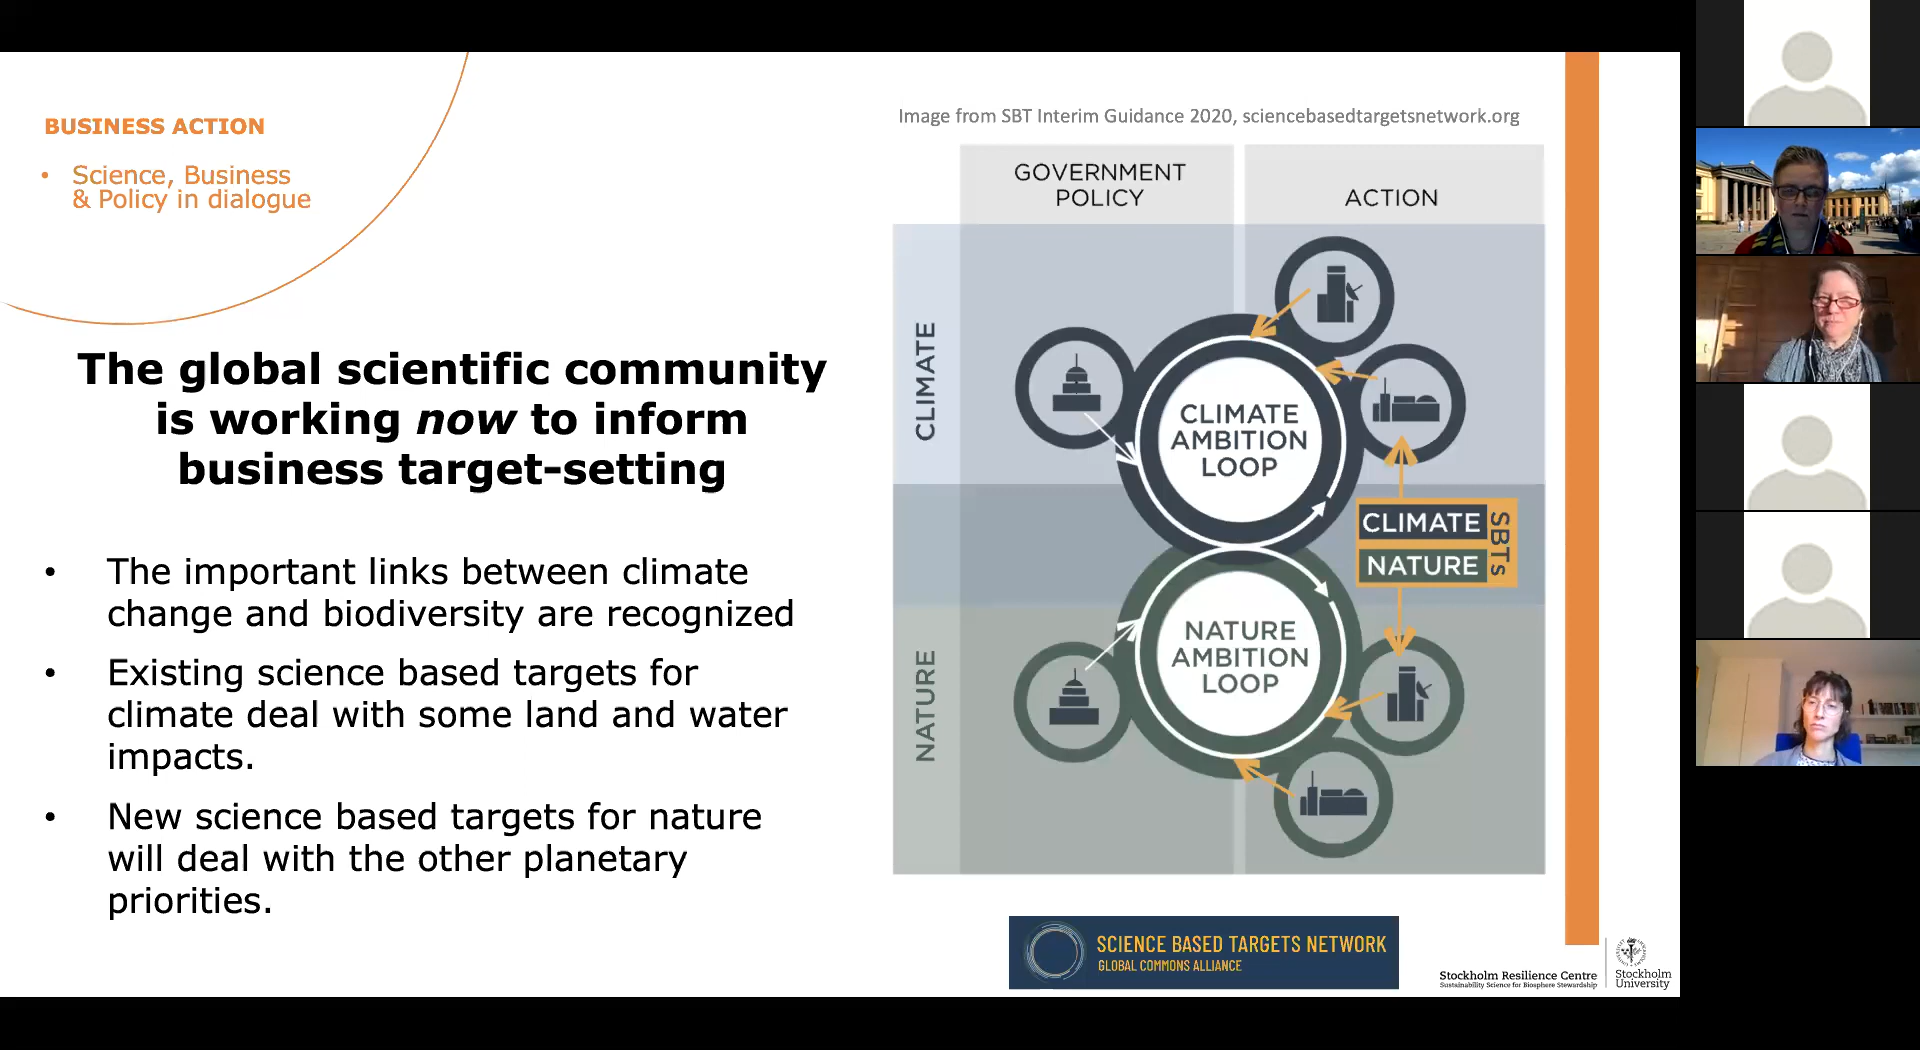 BUSINESS ACTION
• Science, Business
& Policy in dialogue
The global scientific community
is working now to inform
business target-setting
• The important links between climate
change and biodiversity are recognized
• Existing science based targets for
climate deal with some land and water
impacts.
• New science based targets for nature
will deal with the other planetary
priorities.
Image from SBT Interim Guidance 2020, sciencebasedtargetsnetwork.org
GOVERNMENT
POLICY
ACTION
CLIMATE
CLIMATE
AMBITION
LOOP
CLIMATE
NATURE
SBTs
NATURE
NATURE
AMBITION
LOOP
SCIENCE BASED TARGETS NETWORK
GLOBAL COMMONS ALLIANCE
Stockholm Resilience Centre
Sustainability Science for Biosphere Stewardship
Stockholm
University